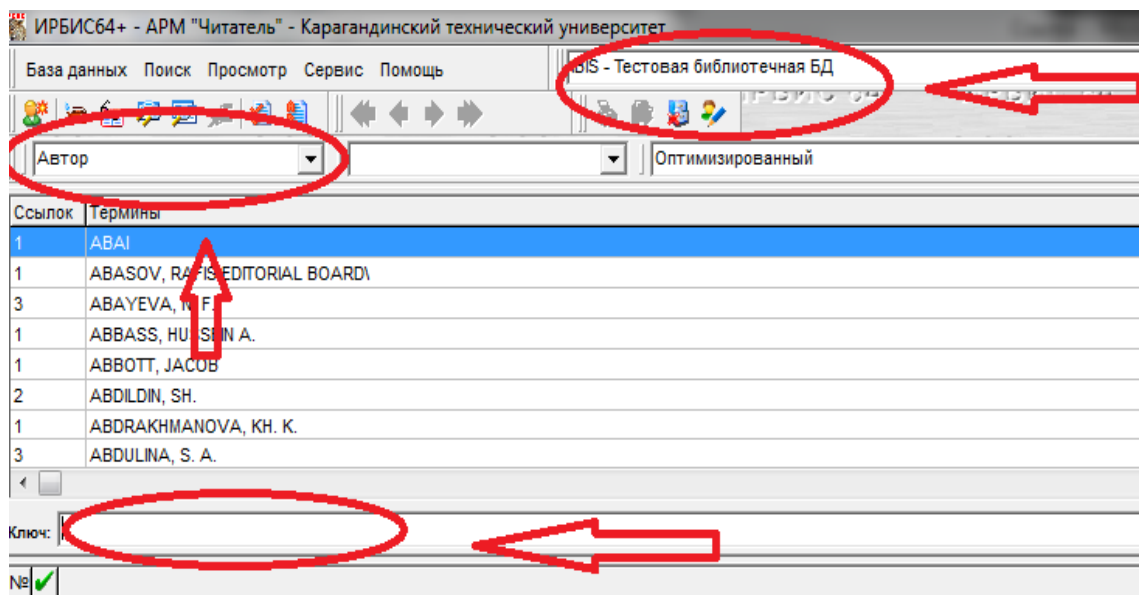 ИРБИС64+ - АРМ "Читатель" - Карагандинский технический университет
База данных Поиск Просмотр Сервис Помощь
IBIS - Тестовая библиотечная БД
Автор
Оптимизированный
Ссылок Термины
1 ABAI
1 ABASOV, RAFIS EDITORIAL BOARD\
3 ABAYEVA, N. F.
1 ABBASS, HUSSEIN A.
1 ABBOTT, JACOB
2 ABDILDIN, SH.
1 ABDRAKHMANOVA, KH. K.
3 ABDULINA, S. A.
Ключ:
№